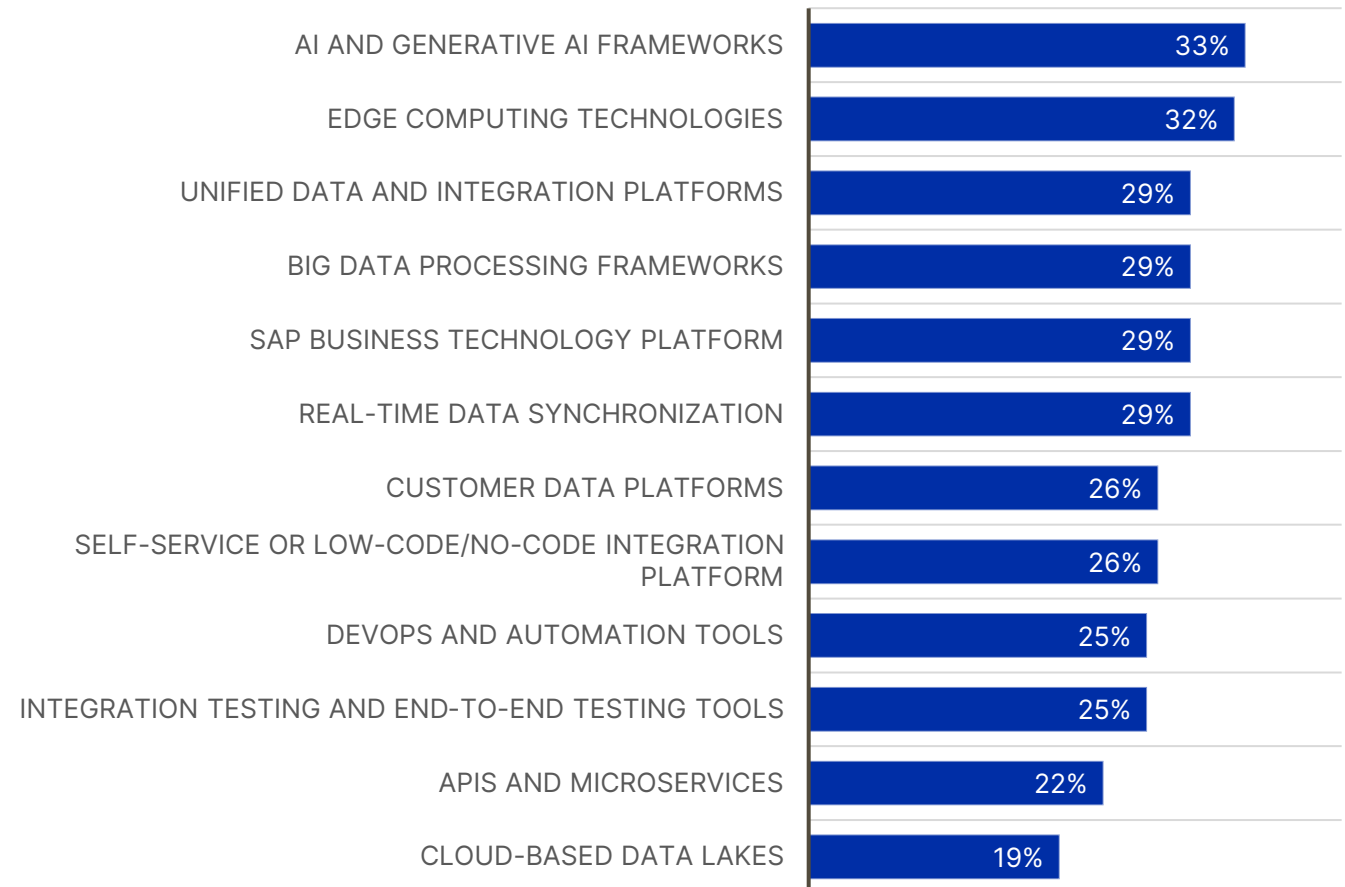 AI AND GENERATIVE AI FRAMEWORKS 33%
EDGE COMPUTING TECHNOLOGIES 32%
UNIFIED DATA AND INTEGRATION PLATFORMS 29%
BIG DATA PROCESSING FRAMEWORKS 29%
SAP BUSINESS TECHNOLOGY PLATFORM 29%
REAL-TIME DATA SYNCHRONIZATION 29%
CUSTOMER DATA PLATFORMS 26%
SELF-SERVICE OR LOW-CODE/NO-CODE INTEGRATION
PLATFORM 26%
DEVOPS AND AUTOMATION TOOLS 25%
INTEGRATION TESTING AND END-TO-END TESTING TOOLS 25%
APIS AND MICROSERVICES 22%
CLOUD-BASED DATA LAKES 19%